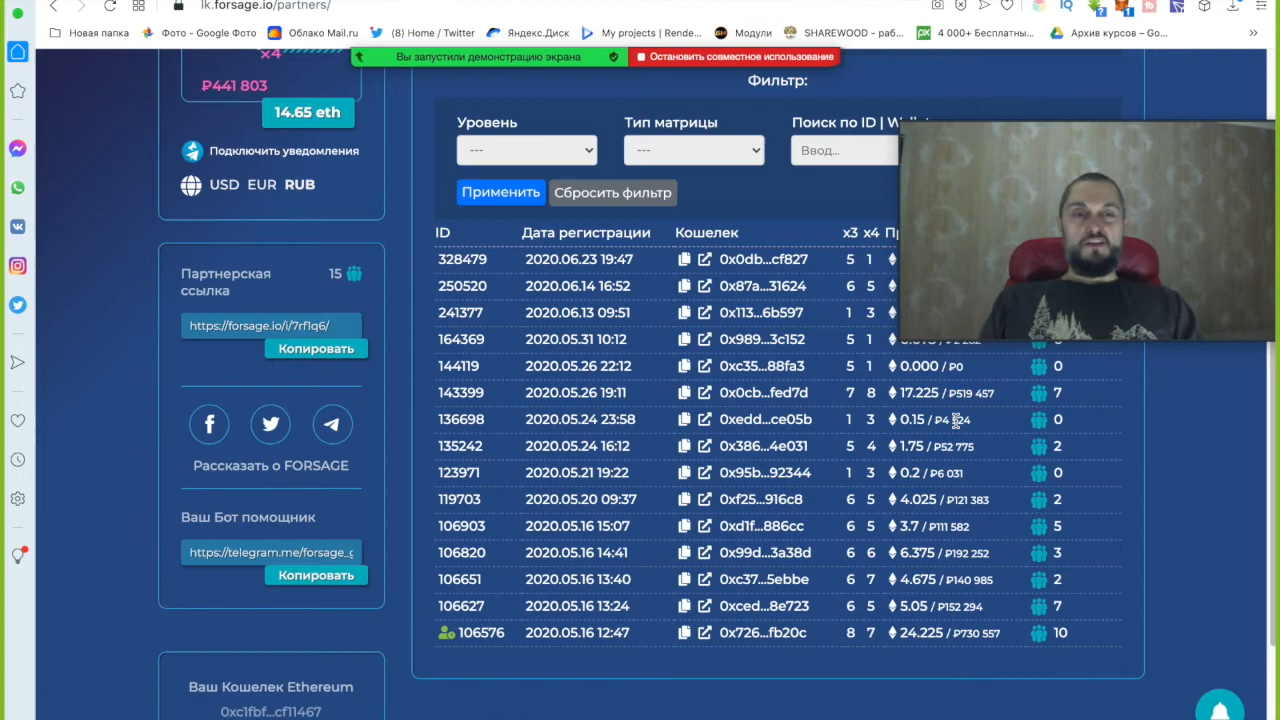 lk.forsage.io/partners/
Новая папка
Фото - Google Фото
Облако Mail.ru
(8) Home / Twitter
Яндекс.Диск
My projects | Rende...
Модули
SHAREWOOD - раб...
4 000+ Бесплатны...
Архив курсов – Go...
Вы запустили демонстрацию экрана
Остановить совместное использование
x4
₽441 803
14.65 eth
Подключить уведомления
USD EUR RUB
Партнерская ссылка 15
https://forsage.io/i/7rf1q6/
Копировать
Рассказать о FORSAGE
Ваш Бот помощник
https://telegram.me/forsage_g
Копировать
Ваш Кошелек Ethereum
0xc1fbf...cf11467
Фильтр:
Уровень Тип матрицы Поиск по ID |
--- --- Ввод...
Применить Сбросить фильтр
ID Дата регистрации Кошелек x3 x4
328479 2020.06.23 19:47 0x0db...cf827 5 1
250520 2020.06.14 16:52 0x87a...31624 6 5
241377 2020.06.13 09:51 0x113...6b597 1 3
164369 2020.05.31 10:12 0x989...3c152 5 1
144119 2020.05.26 22:12 0xc35...88fa3 5 1 0.000 / ₽0 0
143399 2020.05.26 19:11 0x0cb...fed7d 7 8 17.225 / ₽519 457 7
136698 2020.05.24 23:58 0xedd...ce05b 1 3 0.15 / 0
135242 2020.05.24 16:12 0x386...4e031 5 4 1.75 / ₽52 775 2
123971 2020.05.21 19:22 0x95b...92344 1 3 0.2 / ₽6 031 0
119703 2020.05.20 09:37 0xf25...916c8 6 5 4.025 / ₽121 383 2
106903 2020.05.16 15:07 0xd1f...886cc 6 5 3.7 / ₽111 582 5
106820 2020.05.16 14:41 0x99d...3a38d 6 6 6.375 / ₽192 252 3
106651 2020.05.16 13:40 0xc37...5ebbe 6 7 4.675 / ₽140 985 2
106627 2020.05.16 13:24 0xced...8e723 6 5 5.05 / ₽152 294 7
106576 2020.05.16 12:47 0x726...fb20c 8 7 24.225 / ₽730 557 10